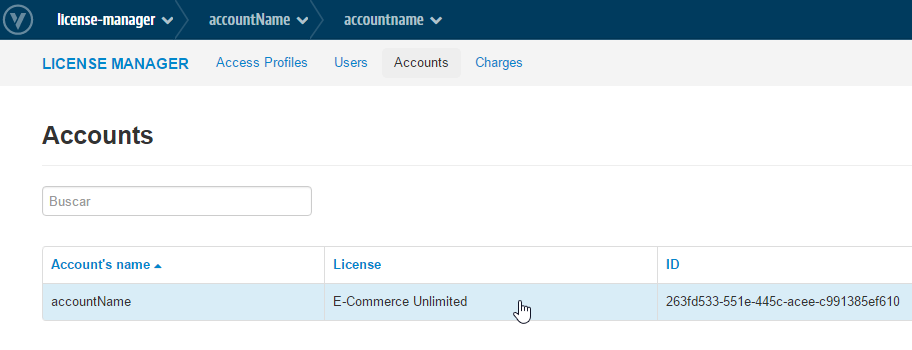 license-manager accountName accountname
LICENSE MANAGER Access Profiles Users Accounts Charges
Accounts
Buscar
Account's name License ID
accountName E-Commerce Unlimited 263fd533-551e-445c-acee-c991385ef610